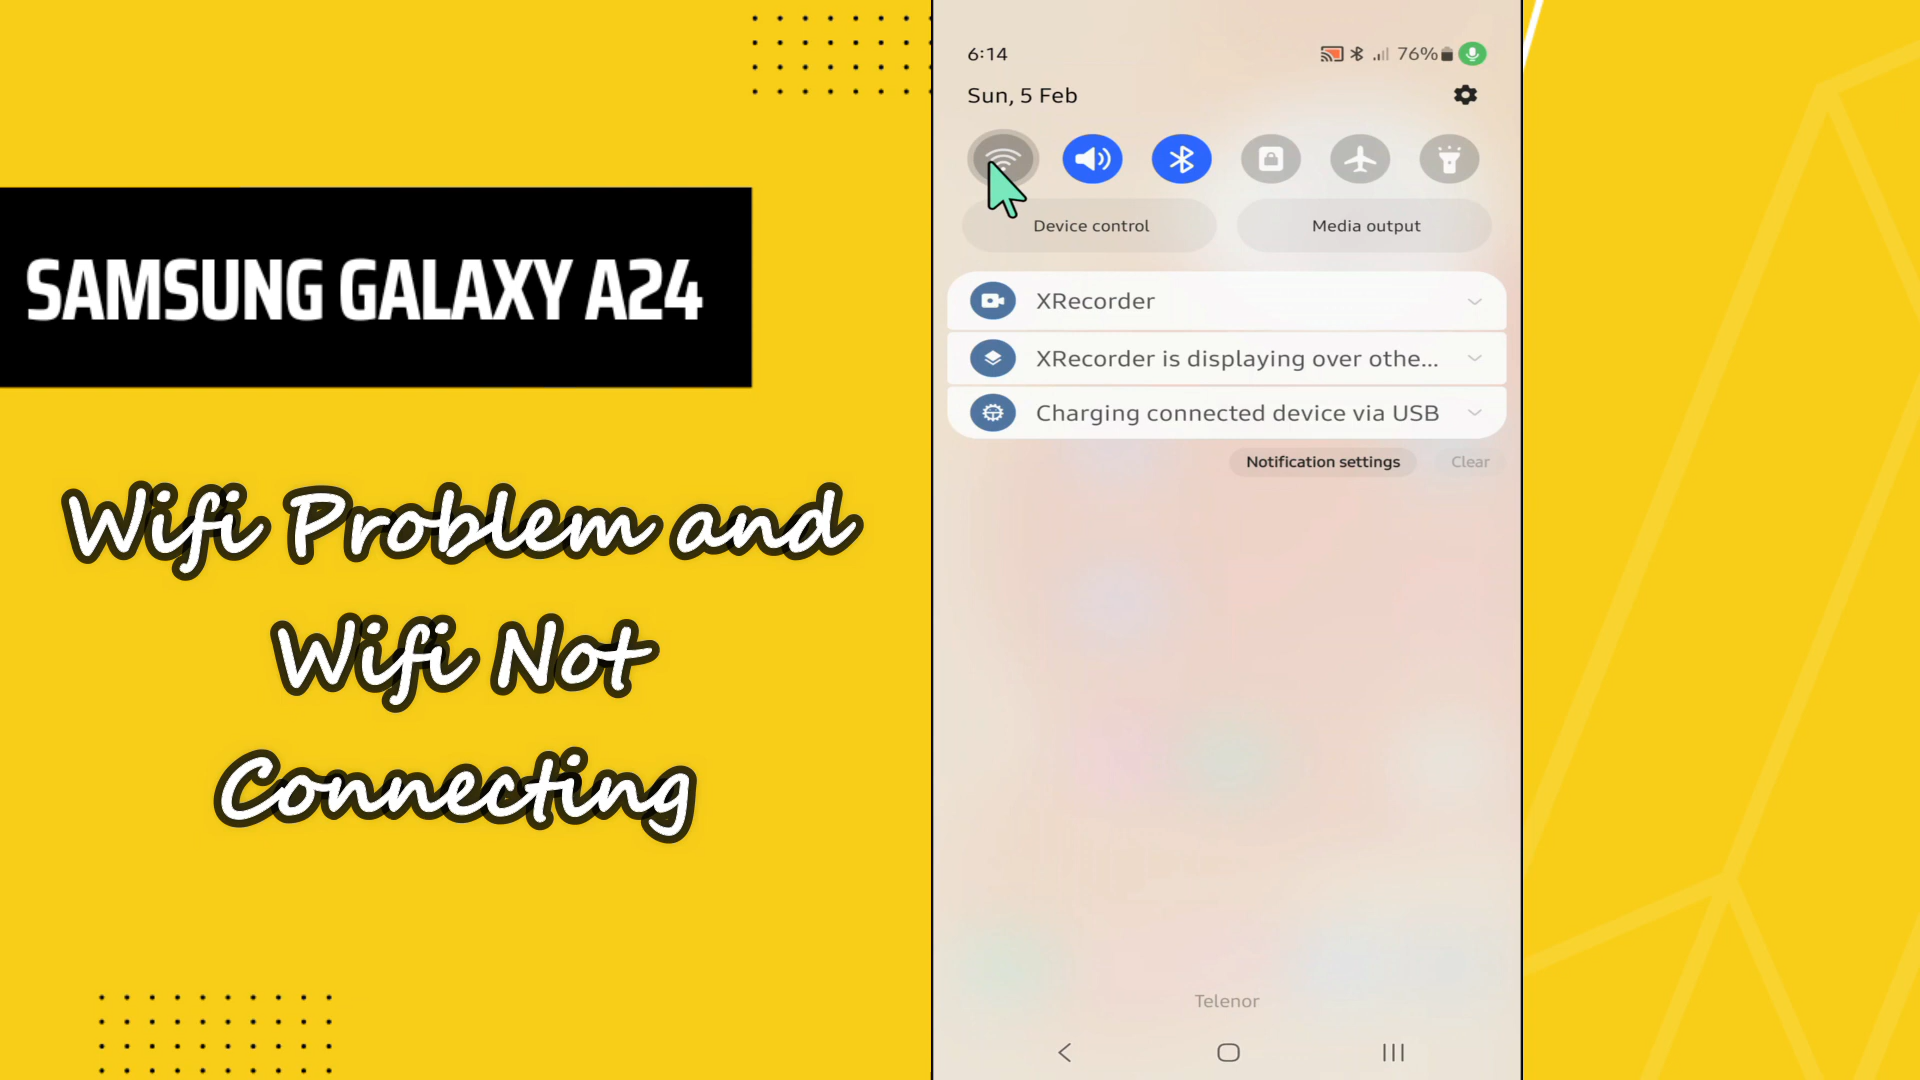 SAMSUNG GALAXY A24
Wifi Problem and
Wifi Not
Connecting
6:14
76%
Sun, 5 Feb
Device control
Media output
XRecorder
XRecorder is displaying over othe...
Charging connected device via USB
Notification settings
Clear
Telenor